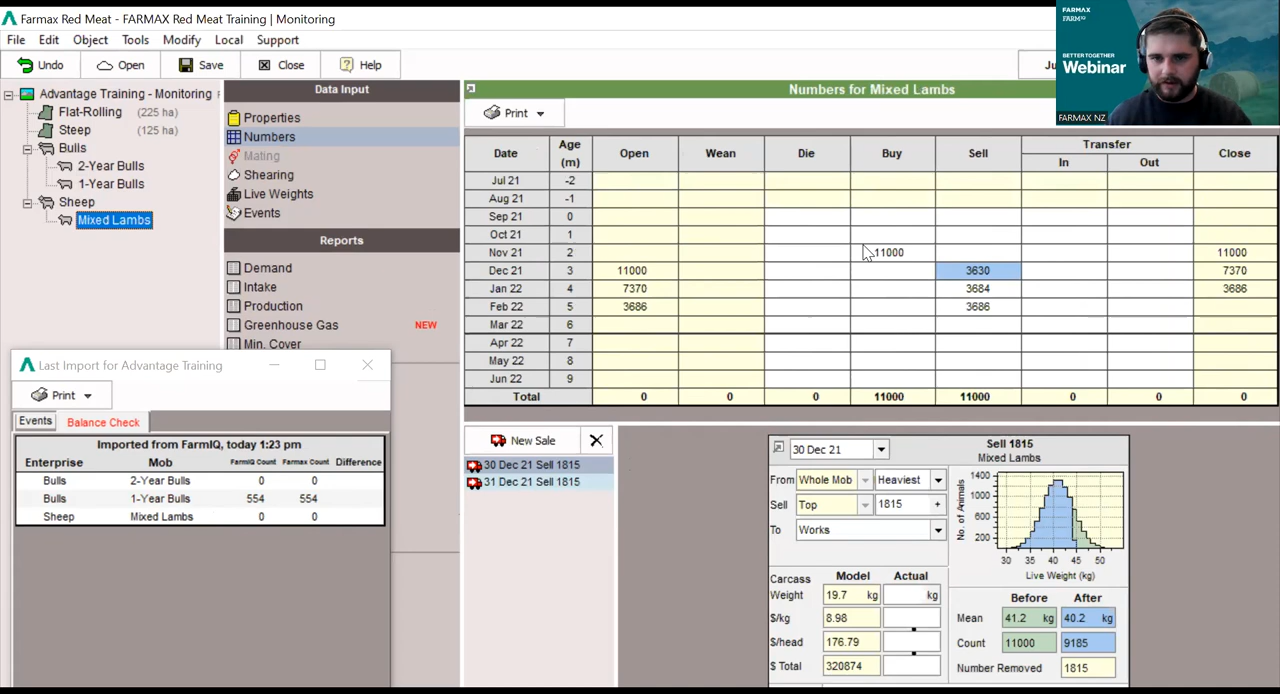 Farmax Red Meat - FARMAX Red Meat Training | Monitoring
File Edit Object Tools Modify Local Support
Undo Open Save Close Help Ju
FARMAX
FARMIQ
BETTER TOGETHER
Webinar
FARMAX NZ
Advantage Training - Monitoring
Flat-Rolling (225 ha)
Steep (125 ha)
Bulls
2-Year Bulls
1-Year Bulls
Sheep
Mixed Lambs
Data Input
Properties
Numbers
Mating
Shearing
Live Weights
Events
Reports
Demand
Intake
Production
Greenhouse Gas NEW
Min. Cover
Numbers for Mixed Lambs
Print
Date Age (m) Open Wean Die Buy Sell Transfer In Out Close
Jul 21 -2
Aug 21 -1
Sep 21 0
Oct 21 1
Nov 21 2 11000 11000
Dec 21 3 11000 3630 7370
Jan 22 4 7370 3684 3686
Feb 22 5 3686 3686
Mar 22 6
Apr 22 7
May 22 8
Jun 22 9
Total 0 0 0 11000 11000 0 0 0
Last Import for Advantage Training
Print
Events Balance Check
Imported from FarmIQ, today 1:23 pm
Enterprise Mob FarmIQ Count Farmax Count Difference
Bulls 2-Year Bulls 0 0
Bulls 1-Year Bulls 554 554
Sheep Mixed Lambs 0 0
New Sale
30 Dec 21 Sell 1815
31 Dec 21 Sell 1815
30 Dec 21
From Whole Mob Heaviest
Sell Top 1815 +
To Works
Sell 1815
Mixed Lambs
No. of Animals
1400
1000
600
200
30 35 40 45 50
Live Weight (kg)
Carcass Model Actual
Weight 19.7 kg kg
$/kg 8.98
$/head 176.79
$ Total 320874
Before After
Mean 41.2 kg 40.2 kg
Count 11000 9185
Number Removed 1815